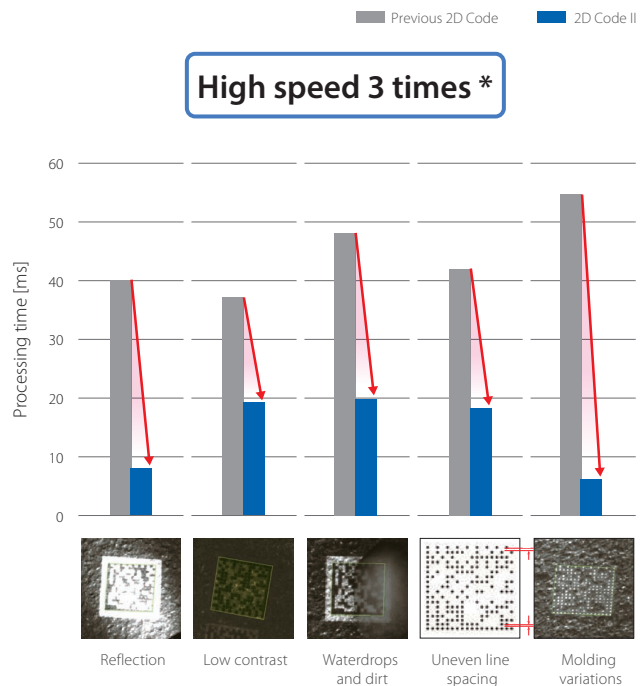 Previous 2D Code
2D Code II
High speed 3 times *
Processing time [ms]
60
50
40
30
20
10
0
Reflection
Low contrast
Waterdrops
and dirt
Uneven line
spacing
Molding
variations